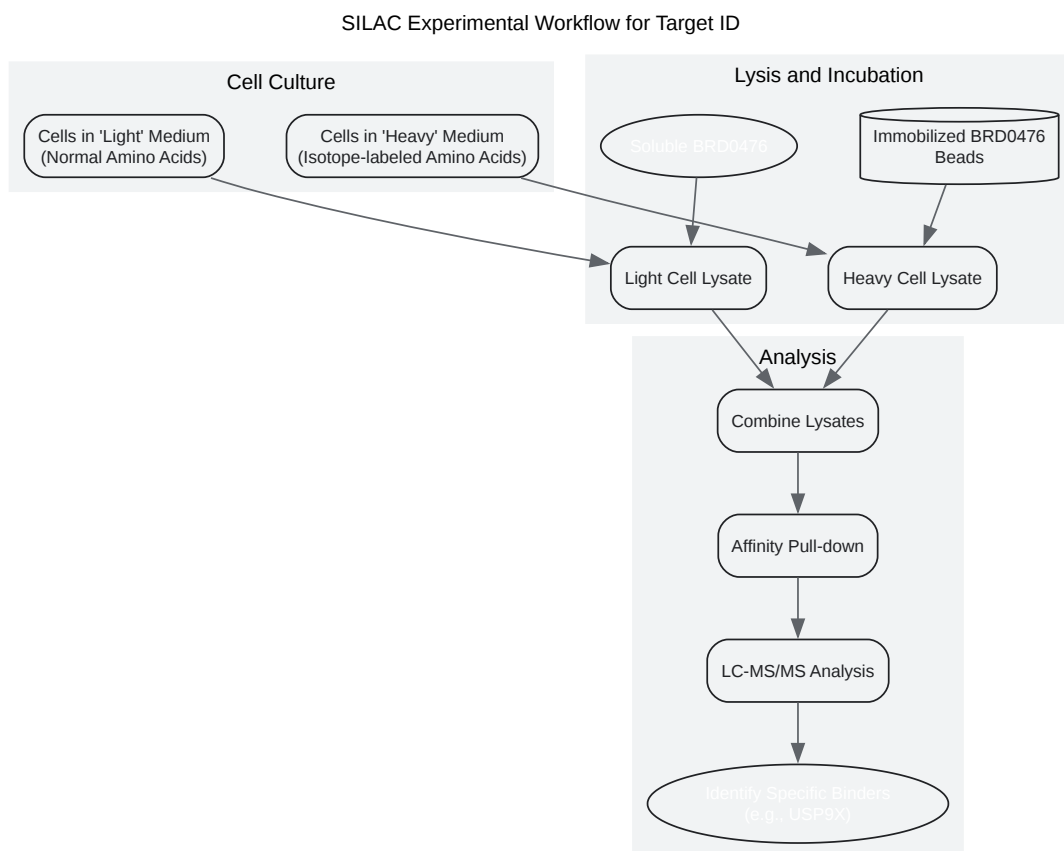 SILAC Experimental Workflow for Target ID
Cell Culture
Cells in 'Light' Medium
(Normal Amino Acids)
Cells in 'Heavy' Medium
(Isotope-labeled Amino Acids)
Lysis and Incubation
Soluble BRD0476
Immobilized BRD0476
Beads
Light Cell Lysate
Heavy Cell Lysate
Analysis
Combine Lysates
Affinity Pull-down
LC-MS/MS Analysis
Identify Specific Binders
(e.g., USP9X)